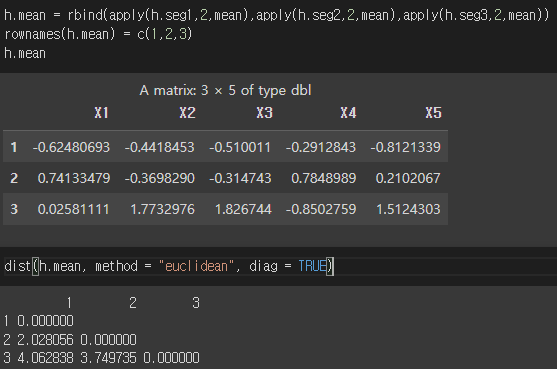 h.mean = rbind(apply(h.seg1,2,mean),apply(h.seg2,2,mean),apply(h.seg3,2,mean))
rownames(h.mean) = c(1,2,3)
h.mean
A matrix: 3 × 5 of type dbl
X1 X2 X3 X4 X5
1 -0.62480693 -0.4418453 -0.510011 -0.2912843 -0.8121339
2 0.74133479 -0.3698290 -0.314743 0.7848989 0.2102067
3 0.02581111 1.7732976 1.826744 -0.8502759 1.5124303
dist(h.mean, method = "euclidean", diag = TRUE)
1 2 3
1 0.000000
2 2.028056 0.000000
3 4.062838 3.749735 0.000000